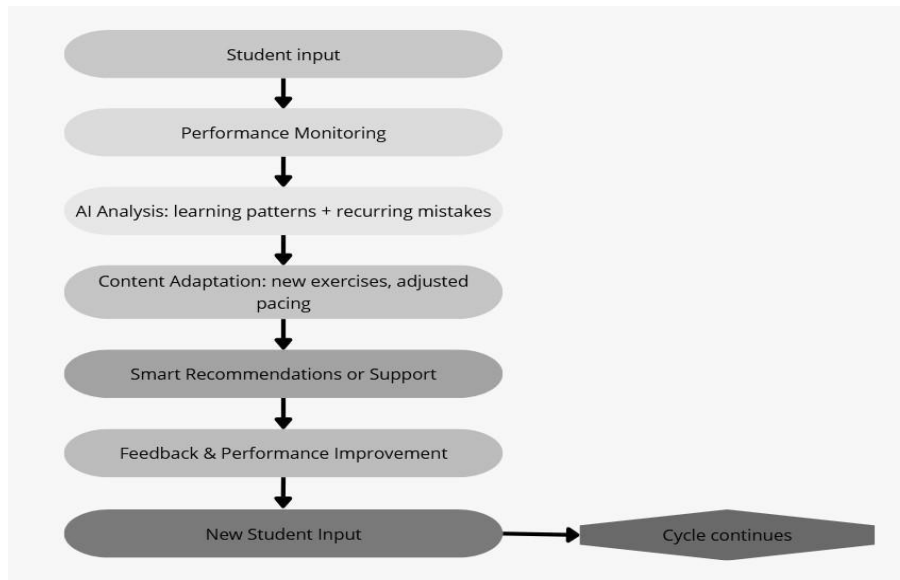 Student input
Performance Monitoring
AI Analysis: learning patterns + recurring mistakes
Content Adaptation: new exercises, adjusted
pacing
Smart Recommendations or Support
Feedback & Performance Improvement
New Student Input
Cycle continues